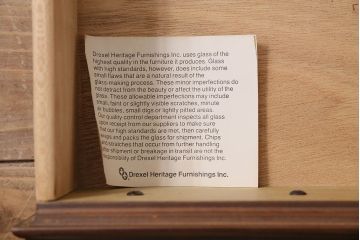 Drexel Heritage Furnishings Inc. uses glass of the
highest quality in the furniture it produces. Glass
with high standards, however, does include some
small flaws that are a natural result of the
glass-making process. These minor imperfections do
not detract from the beauty or affect the utility of the
glass. These allowable imperfections may include
small, faint or slightly visible scratches, minute
air bubbles, small digs or lightly pitted areas.
Our quality control department inspects all glass
upon receipt from our suppliers to make sure
that our high standards are met, then carefully
wraps and packs the glass for shipment. Chips
and scratches that occur from further handling
after shipment or breakage in transit are not the
responsibility of Drexel Heritage Furnishings Inc.
Drexel Heritage Furnishings Inc.